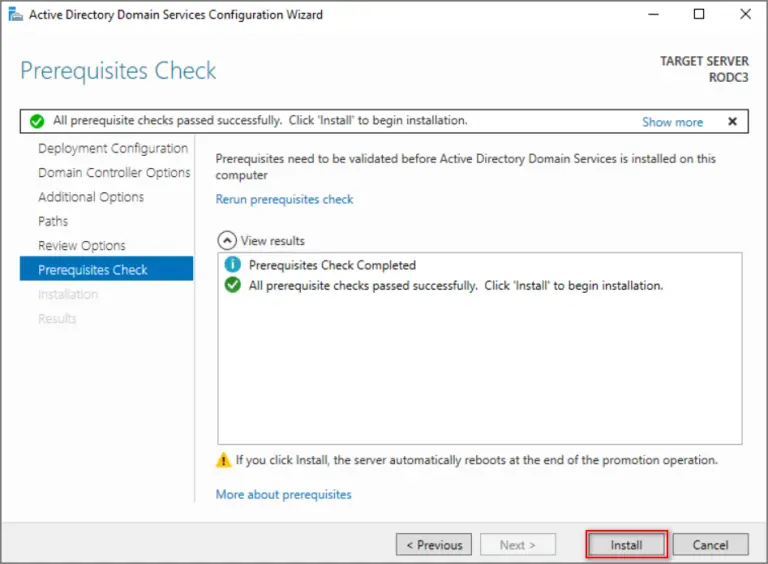 Active Directory Domain Services Configuration Wizard
Prerequisites Check
TARGET SERVER
RODC3
All prerequisite checks passed successfully. Click 'Install' to begin installation.
Show more
Deployment Configuration
Domain Controller Options
Additional Options
Paths
Review Options
Prerequisites Check
Installation
Results
Prerequisites need to be validated before Active Directory Domain Services is installed on this
computer
Rerun prerequisites check
View results
Prerequisites Check Completed
All prerequisite checks passed successfully. Click 'Install' to begin installation.
If you click Install, the server automatically reboots at the end of the promotion operation.
More about prerequisites
< Previous
Next >
Install
Cancel